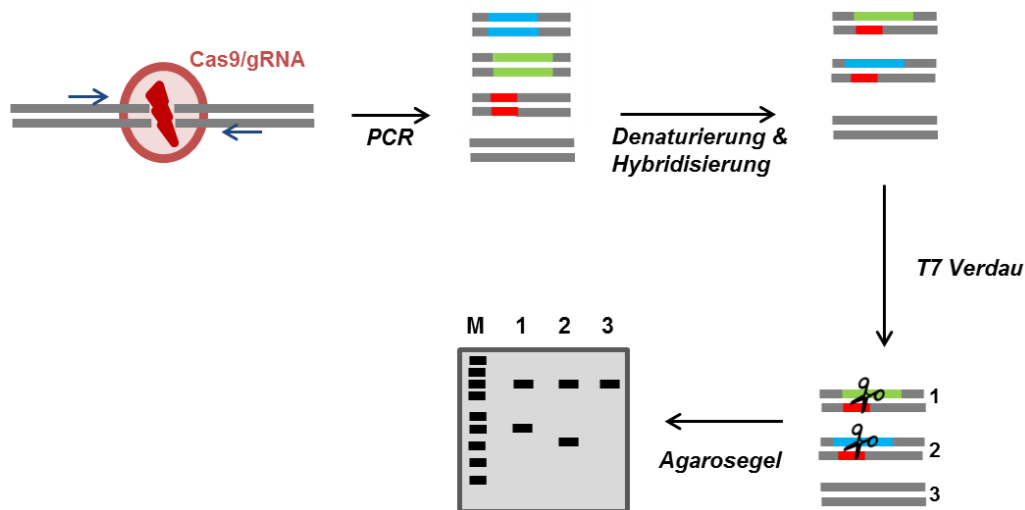 Cas9/gRNA
PCR
Denaturierung &
Hybridisierung
T7 Verdau
1
2
3
Agarosegel
M 1 2 3